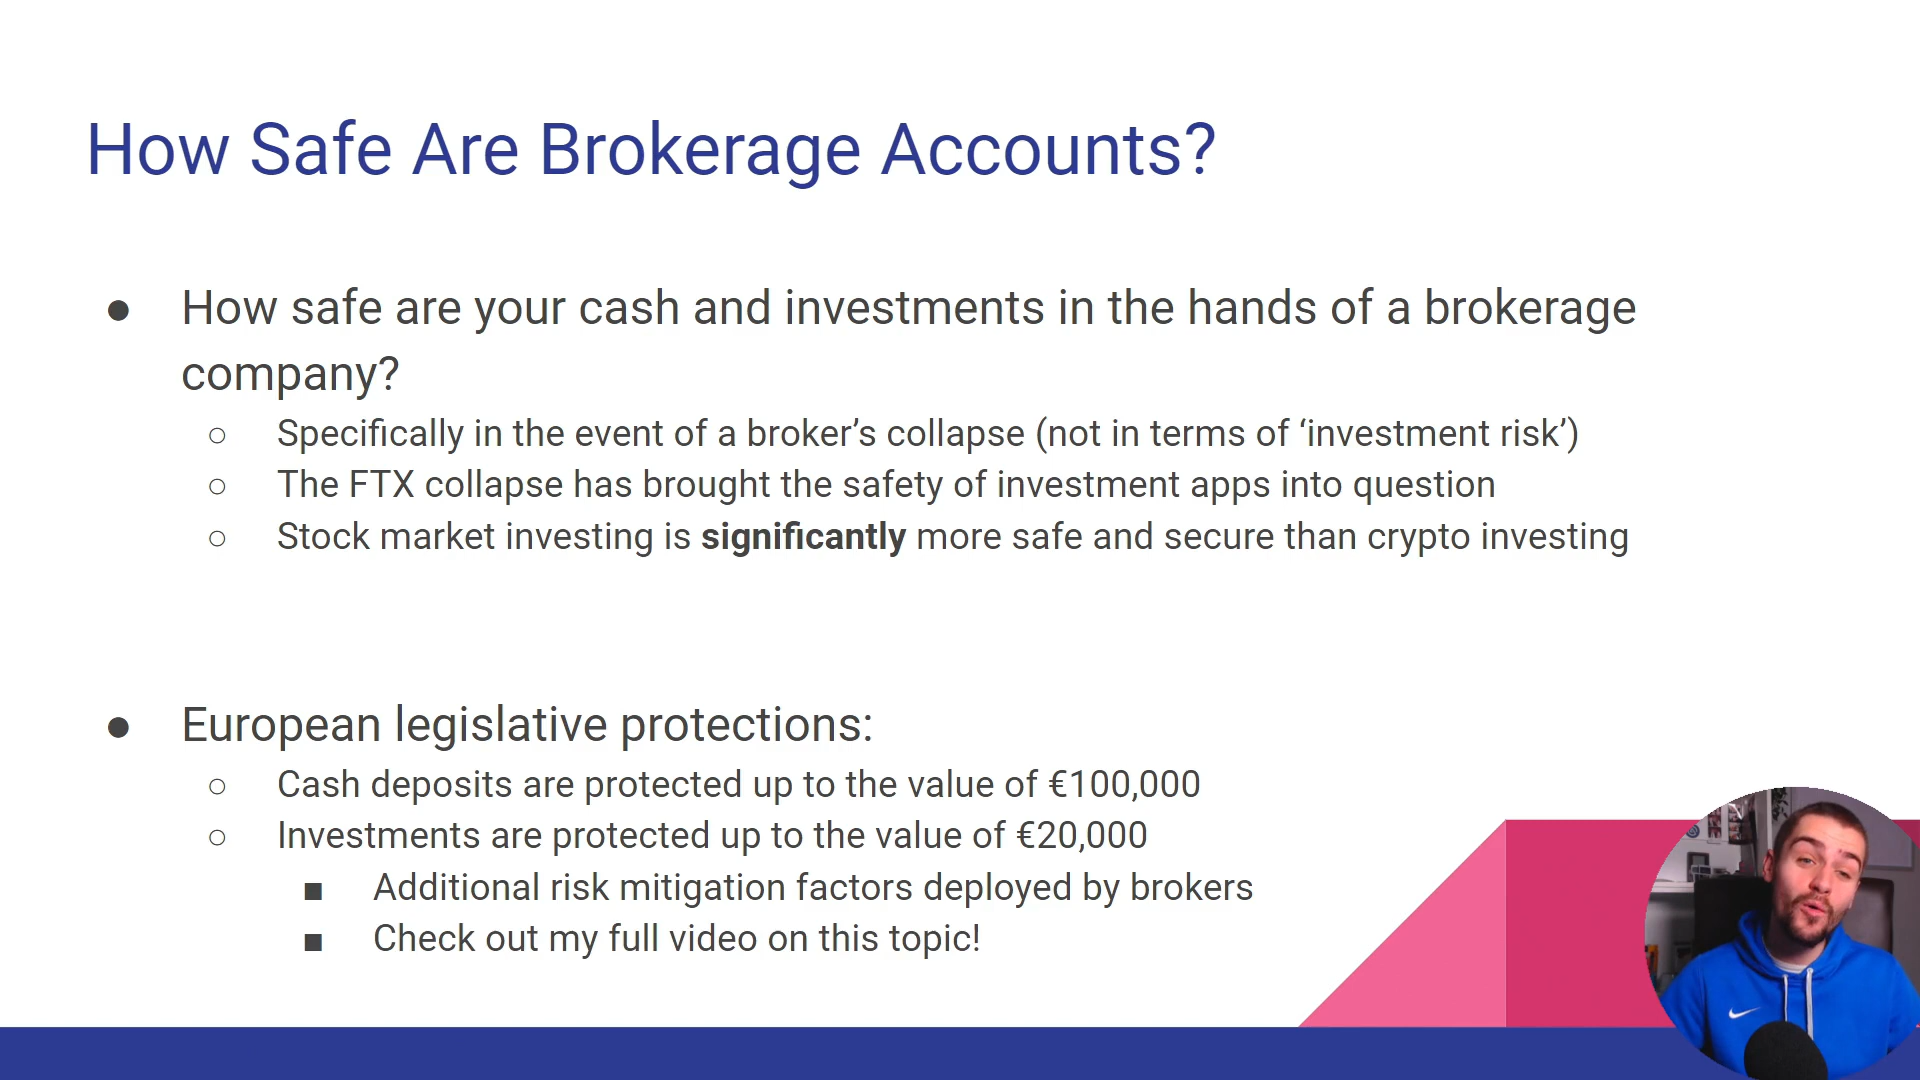 How Safe Are Brokerage Accounts?
● How safe are your cash and investments in the hands of a brokerage
company?
○ Specifically in the event of a broker’s collapse (not in terms of ‘investment risk’)
○ The FTX collapse has brought the safety of investment apps into question
○ Stock market investing is significantly more safe and secure than crypto investing
● European legislative protections:
○ Cash deposits are protected up to the value of €100,000
○ Investments are protected up to the value of €20,000
■ Additional risk mitigation factors deployed by brokers
■ Check out my full video on this topic!